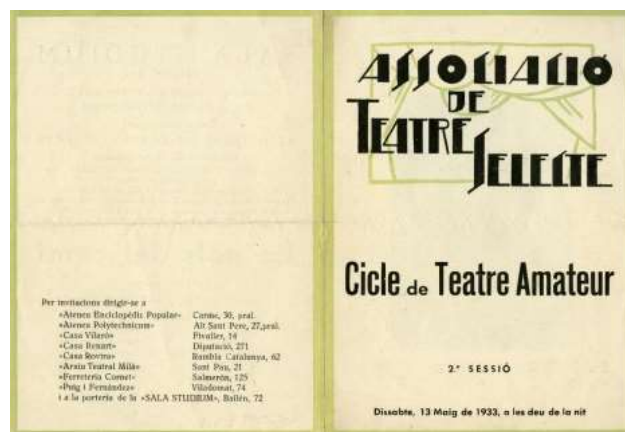 Per invitacions dirigir-se a
«Ateneu Enciclopèdic Popular» Carme, 30, pral.
«Ateneu Polytechnicum» Alt Sant Pere, 27, pral.
«Casa Vilaró» Fivaller, 14
«Casa Renart» Diputació, 271
«Casa Rovira» Rambla Catalunya, 62
«Arxiu Teatral Milà» Sant Pau, 21
«Ferreteria Comet» Salmerón, 125
«Puig i Fernández» Viladomat, 74
i a la porteria de la «SALA STUDIUM», Bailèn, 72
ASSOCIACIÓ
DE
TEATRE
SELECTE
Cicle de Teatre Amateur
2.ª SESSIÓ
Dissabte, 13 Maig de 1933, a les deu de la nit